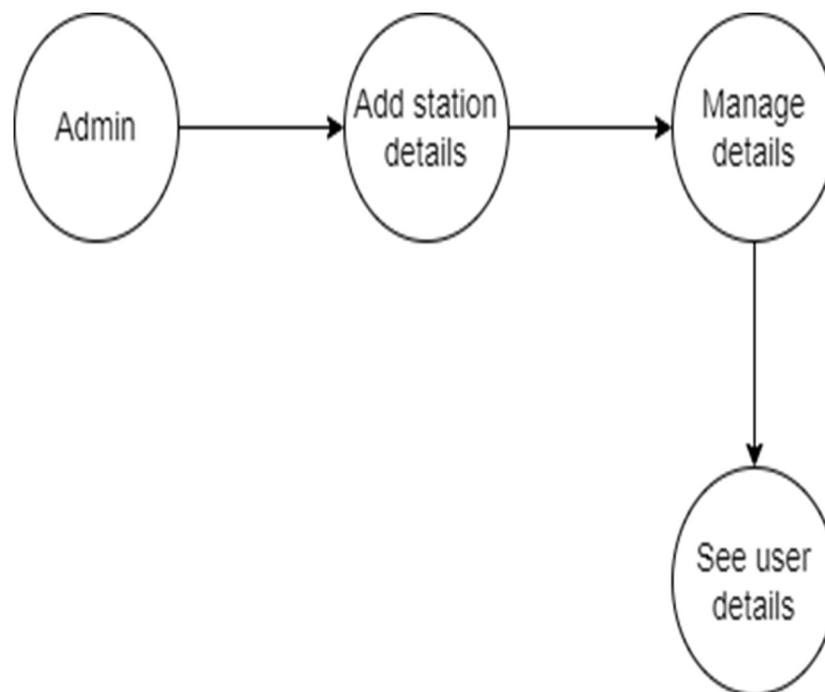 Admin
Add station
details
Manage
details
See user
details